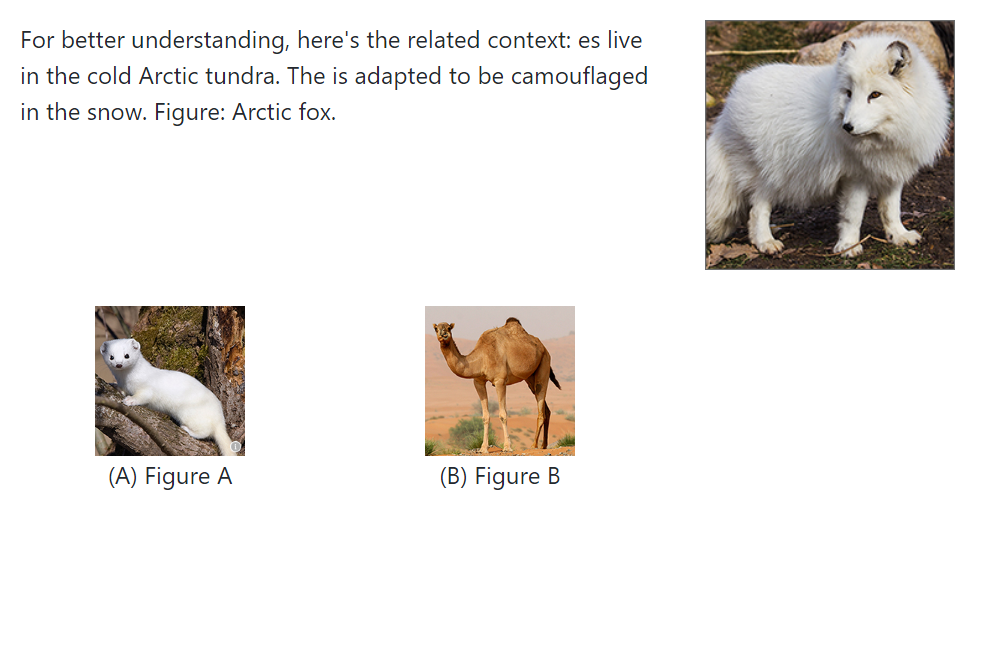 For better understanding, here's the related context: es live
in the cold Arctic tundra. The is adapted to be camouflaged
in the snow. Figure: Arctic fox.
(A) Figure A
(B) Figure B